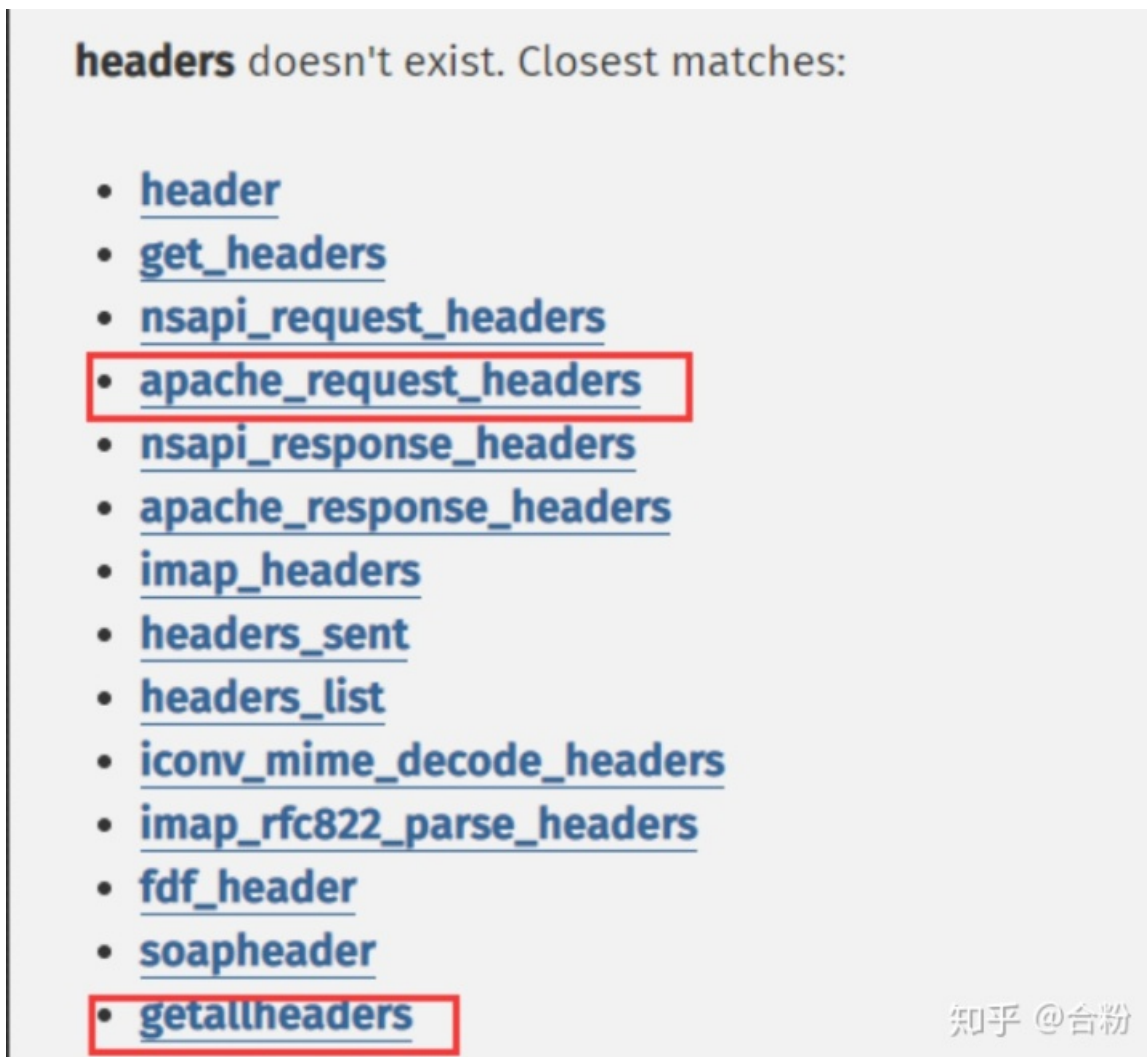 headers doesn't exist. Closest matches:
header
get_headers
nsapi_request_headers
apache_request_headers
nsapi_response_headers
apache_response_headers
imap_headers
headers_sent
headers_list
iconv_mime_decode_headers
imap_rfc822_parse_headers
fdf_header
soapheader
getallheaders
知乎 @合粉